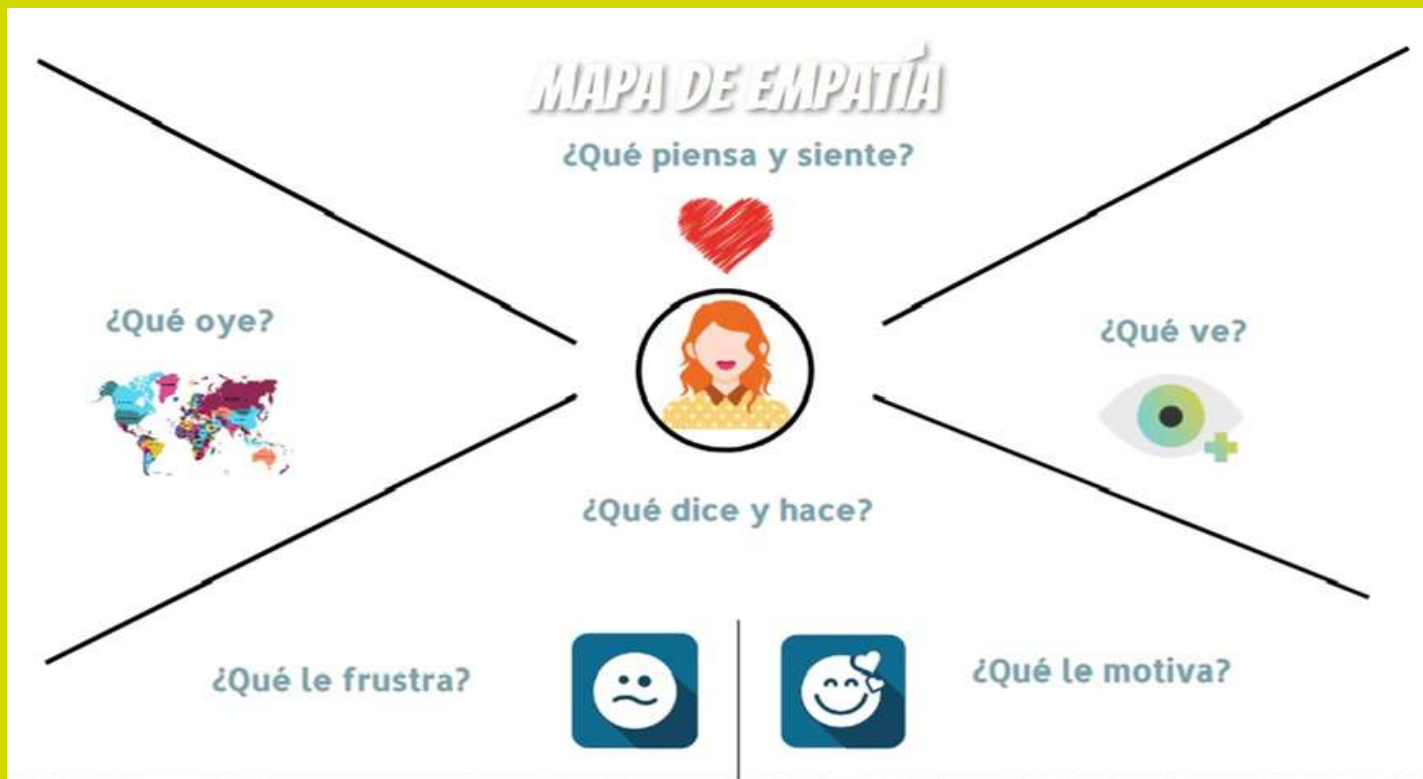 MAPA DE EMPATÍA
¿Qué piensa y siente?
¿Qué oye?
¿Qué ve?
¿Qué dice y hace?
¿Qué le frustra?
¿Qué le motiva?